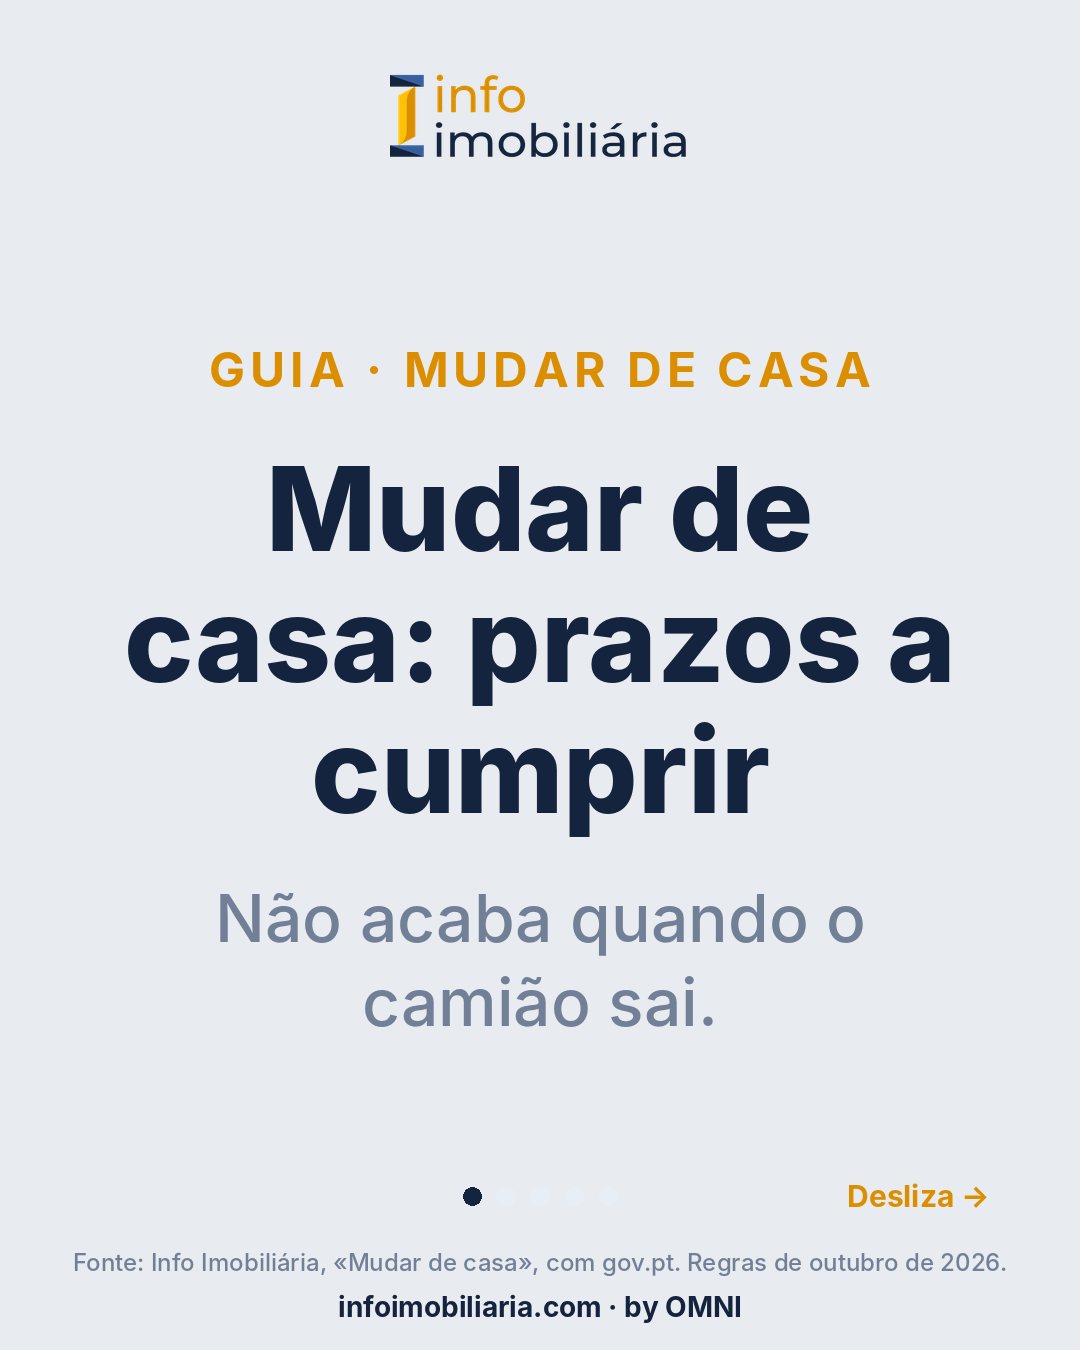 info
imobiliária
GUIA · MUDAR DE CASA
Mudar de
casa: prazos a
cumprir
Não acaba quando o
camião sai.
Desliza →
Fonte: Info Imobiliária, «Mudar de casa», com gov.pt. Regras de outubro de 2026.
infoimobiliaria.com · by OMNI